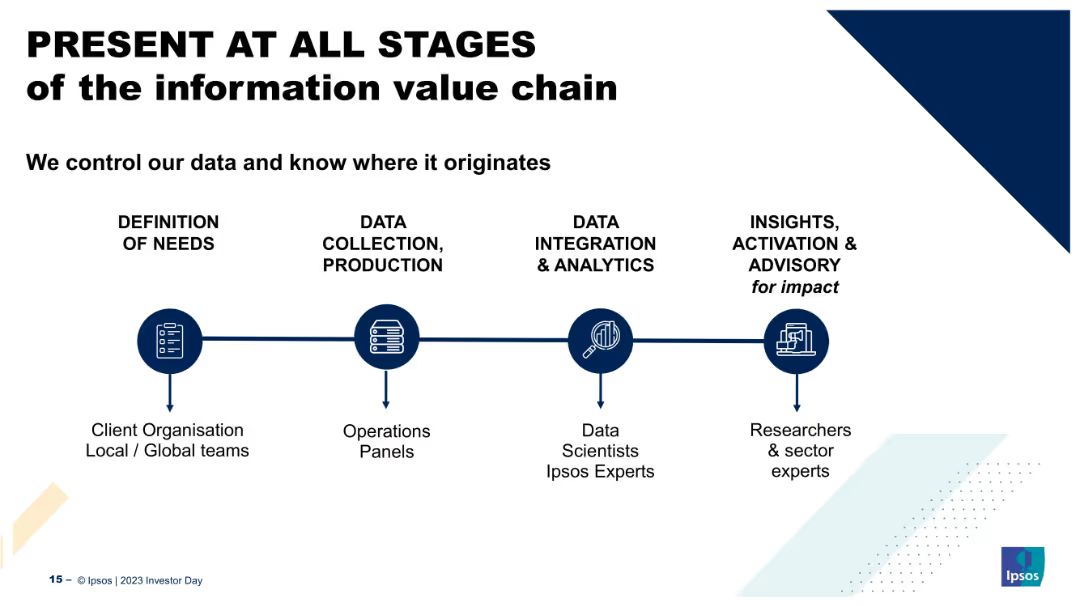 PRESENT AT ALL STAGES
of the information value chain
We control our data and know where it originates
DEFINITION
OF NEEDS
DATA
COLLECTION,
PRODUCTION
DATA
INTEGRATION
& ANALYTICS
INSIGHTS,
ACTIVATION &
ADVISORY
for impact
Client Organisation
Local / Global teams
Operations
Panels
Data
Scientists
Ipsos Experts
Researchers
& sector
experts
15 – © Ipsos | 2023 Investor Day
Ipsos